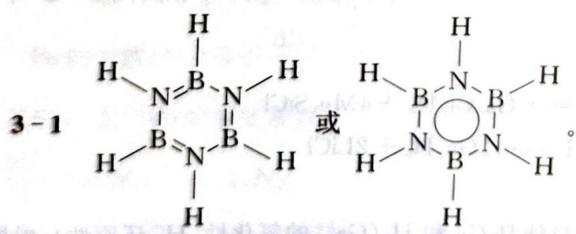 H H
H H B H H
N N B N B
3-1 或 。
B B N N
H N H H B H
H H